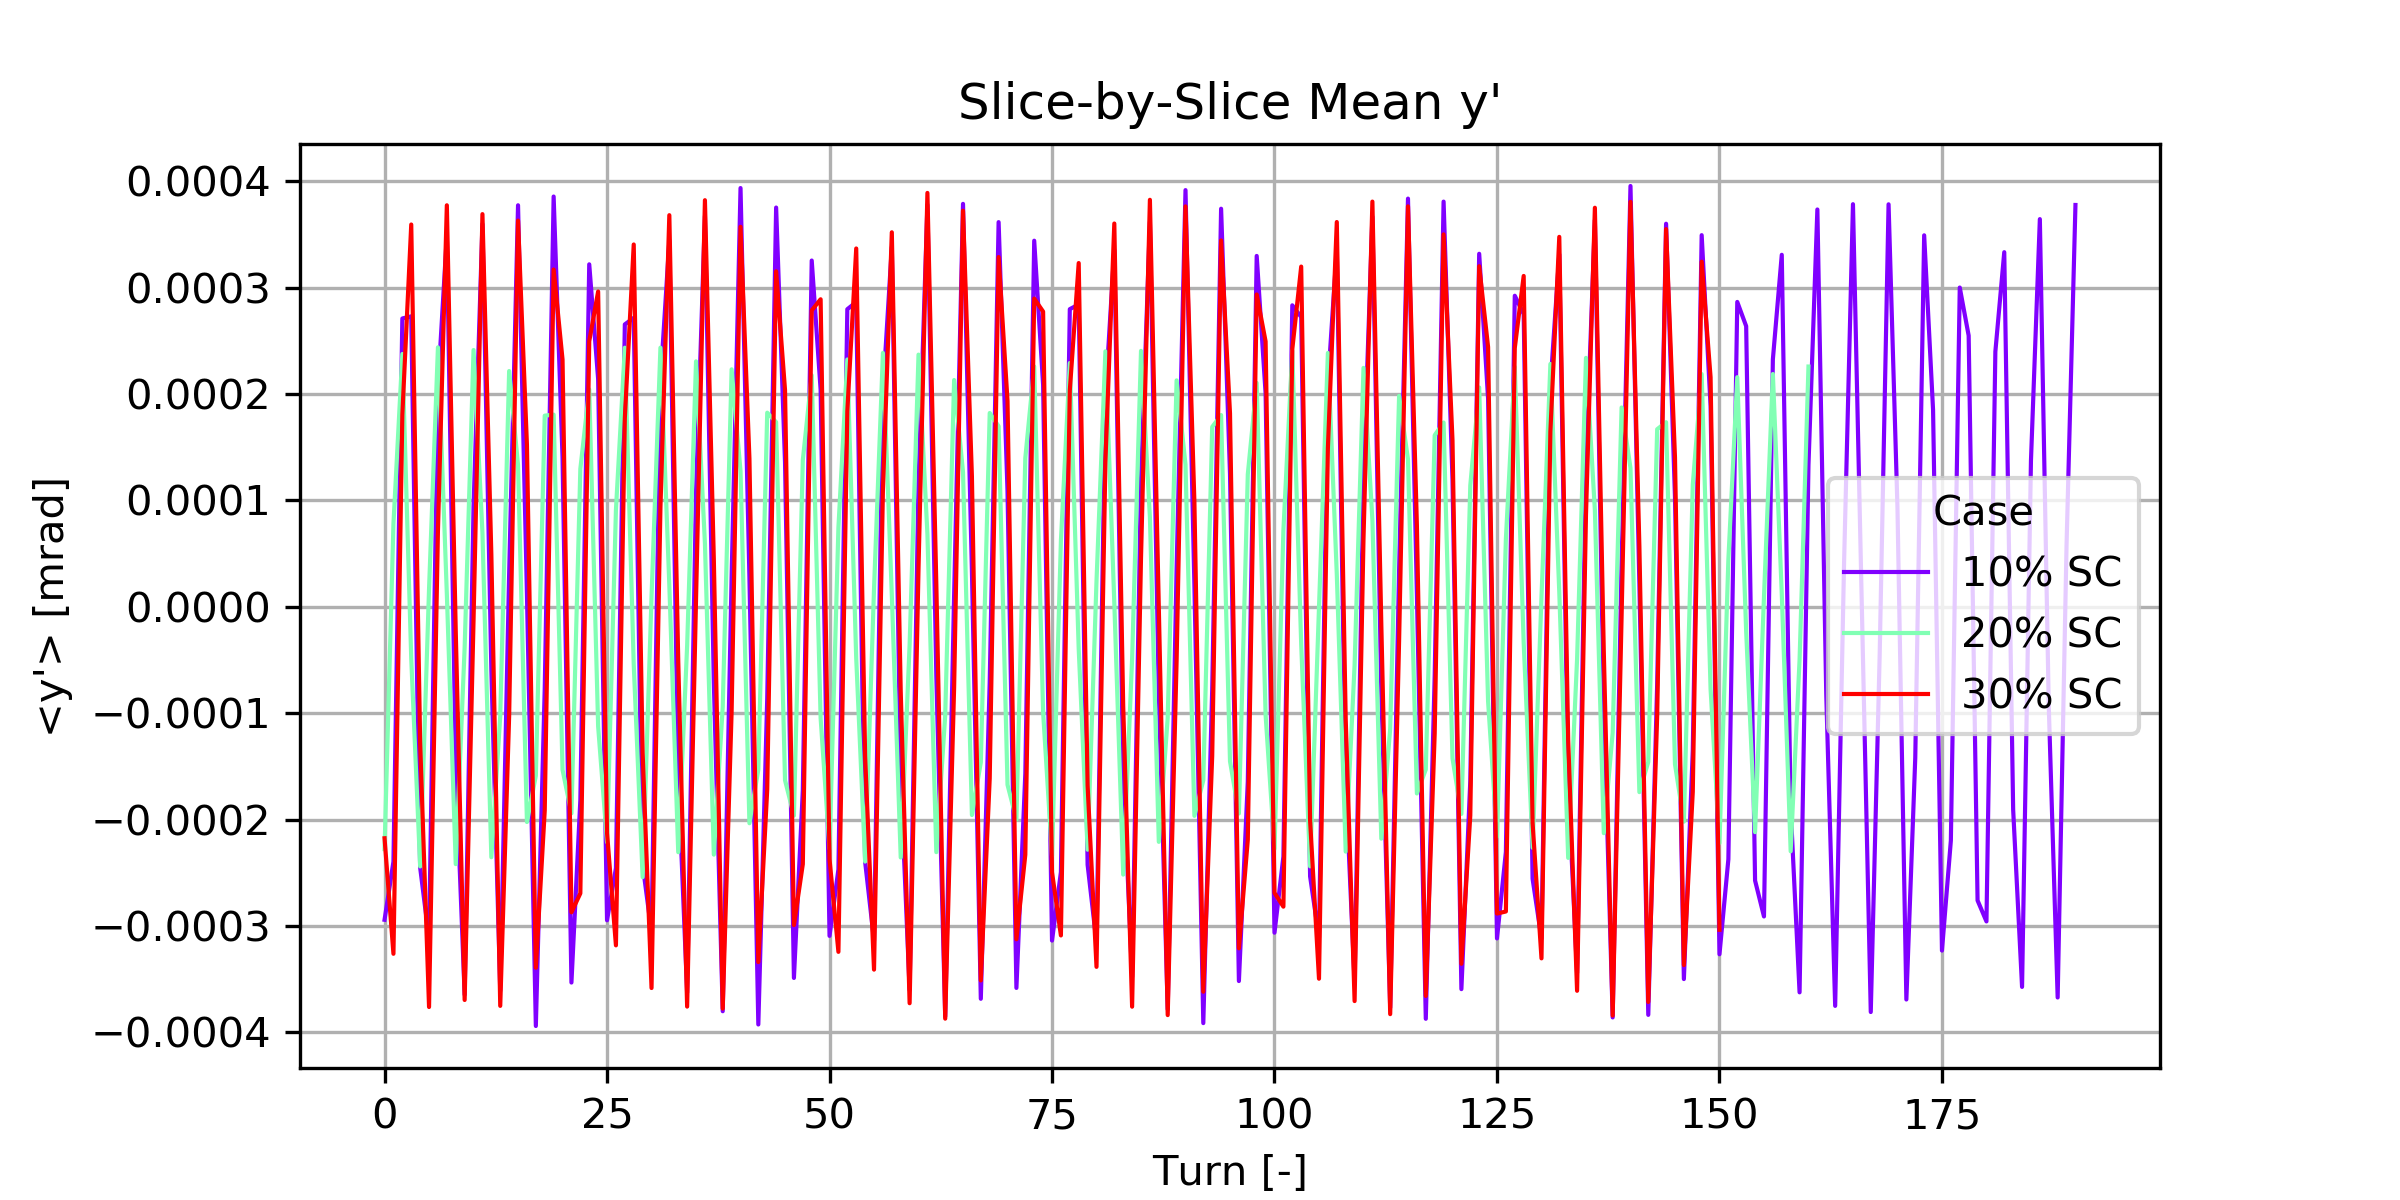 Slice-by-Slice Mean y'
<y'> [mrad]
0.0004
0.0003
0.0002
0.0001
0.0000
−0.0001
−0.0002
−0.0003
−0.0004
0 25 50 75 100 125 150 175
Turn [-]
Case
10% SC
20% SC
30% SC